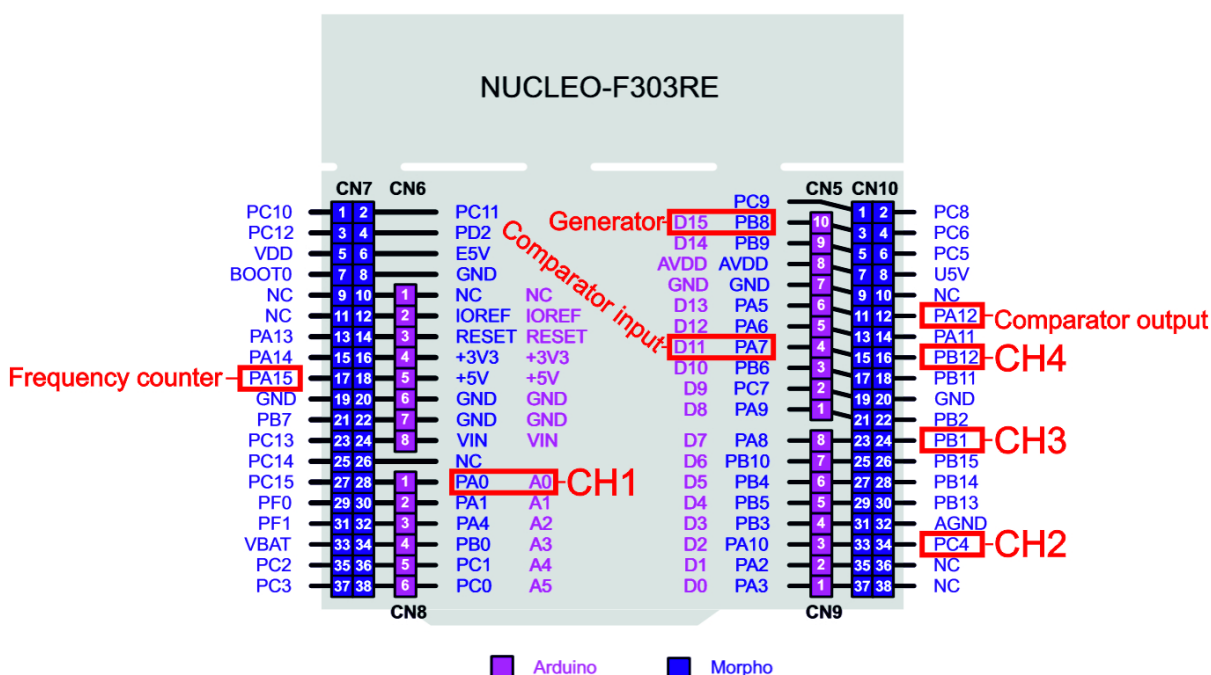 NUCLEO-F303RE
CN7 CN6 CN5 CN10
PC9
PC10 1 2 PC11 1 2 PC8
Generator D15 PB8 10
PC12 3 4 PD2 3 4 PC6
D14 PB9 9
VDD 5 6 E5V 5 6 PC5
AVDD AVDD 8
BOOT0 7 8 GND 7 8 U5V
GND GND 7
NC 9 10 1 NC NC 9 10 NC
D13 PA5 6
NC 11 12 2 IOREF IOREF 11 12 PA12 Comparator output
D12 PA6 5
PA13 13 14 3 RESET RESET 13 14 PA11
Comparator input D11 PA7 4
PA14 15 16 4 +3V3 +3V3 15 16 PB12 CH4
D10 PB6 3
Frequency counter PA15 17 18 5 +5V +5V 17 18 PB11
D9 PC7 2
GND 19 20 6 GND GND 19 20 GND
D8 PA9 1
PB7 21 22 7 GND GND 21 22 PB2
PC13 23 24 8 VIN VIN D7 PA8 8 23 24 PB1 CH3
PC14 25 26 NC D6 PB10 7 25 26 PB15
PC15 27 28 1 PA0 A0 CH1 D5 PB4 6 27 28 PB14
PF0 29 30 2 PA1 A1 D4 PB5 5 29 30 PB13
PF1 31 32 3 PA4 A2 D3 PB3 4 31 32 AGND
VBAT 33 34 4 PB0 A3 D2 PA10 3 33 34 PC4 CH2
PC2 35 36 5 PC1 A4 D1 PA2 2 35 36 NC
PC3 37 38 6 PC0 A5 D0 PA3 1 37 38 NC
CN8 CN9
Arduino Morpho